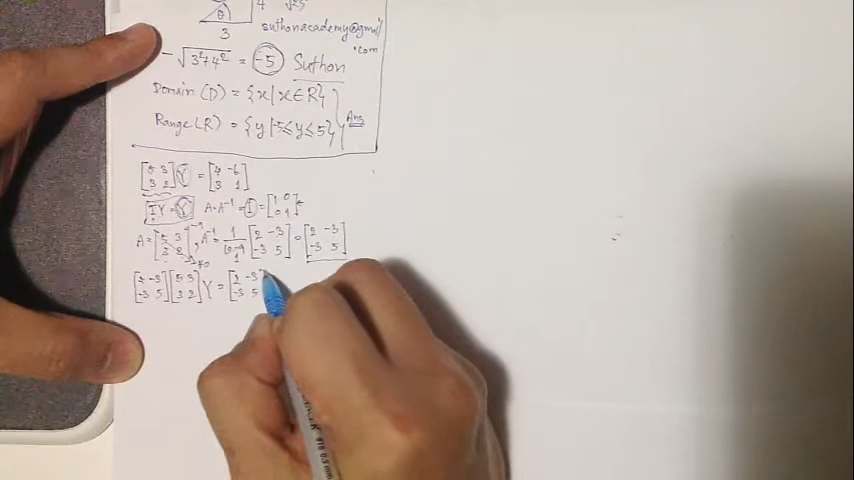 θ 4 √25
3 suthonacademy@gmail
.com
-√3²+4² = -5 Suthon
Domain (D) = {x | x ∈ R}
Range (R) = {y | -5 ≤ y ≤ 5} Ans
[5 3; 3 2] Y = [4 -6; 3 1]
IY = Y A·A⁻¹ = I = [1 0; 0 1]
A = [5 3; 3 2], A⁻¹ = 1/(10-9) [2 -3; -3 5] = [2 -3; -3 5]
1
[2 -3; -3 5] [5 3; 3 2] Y = [2 -3; -3 5